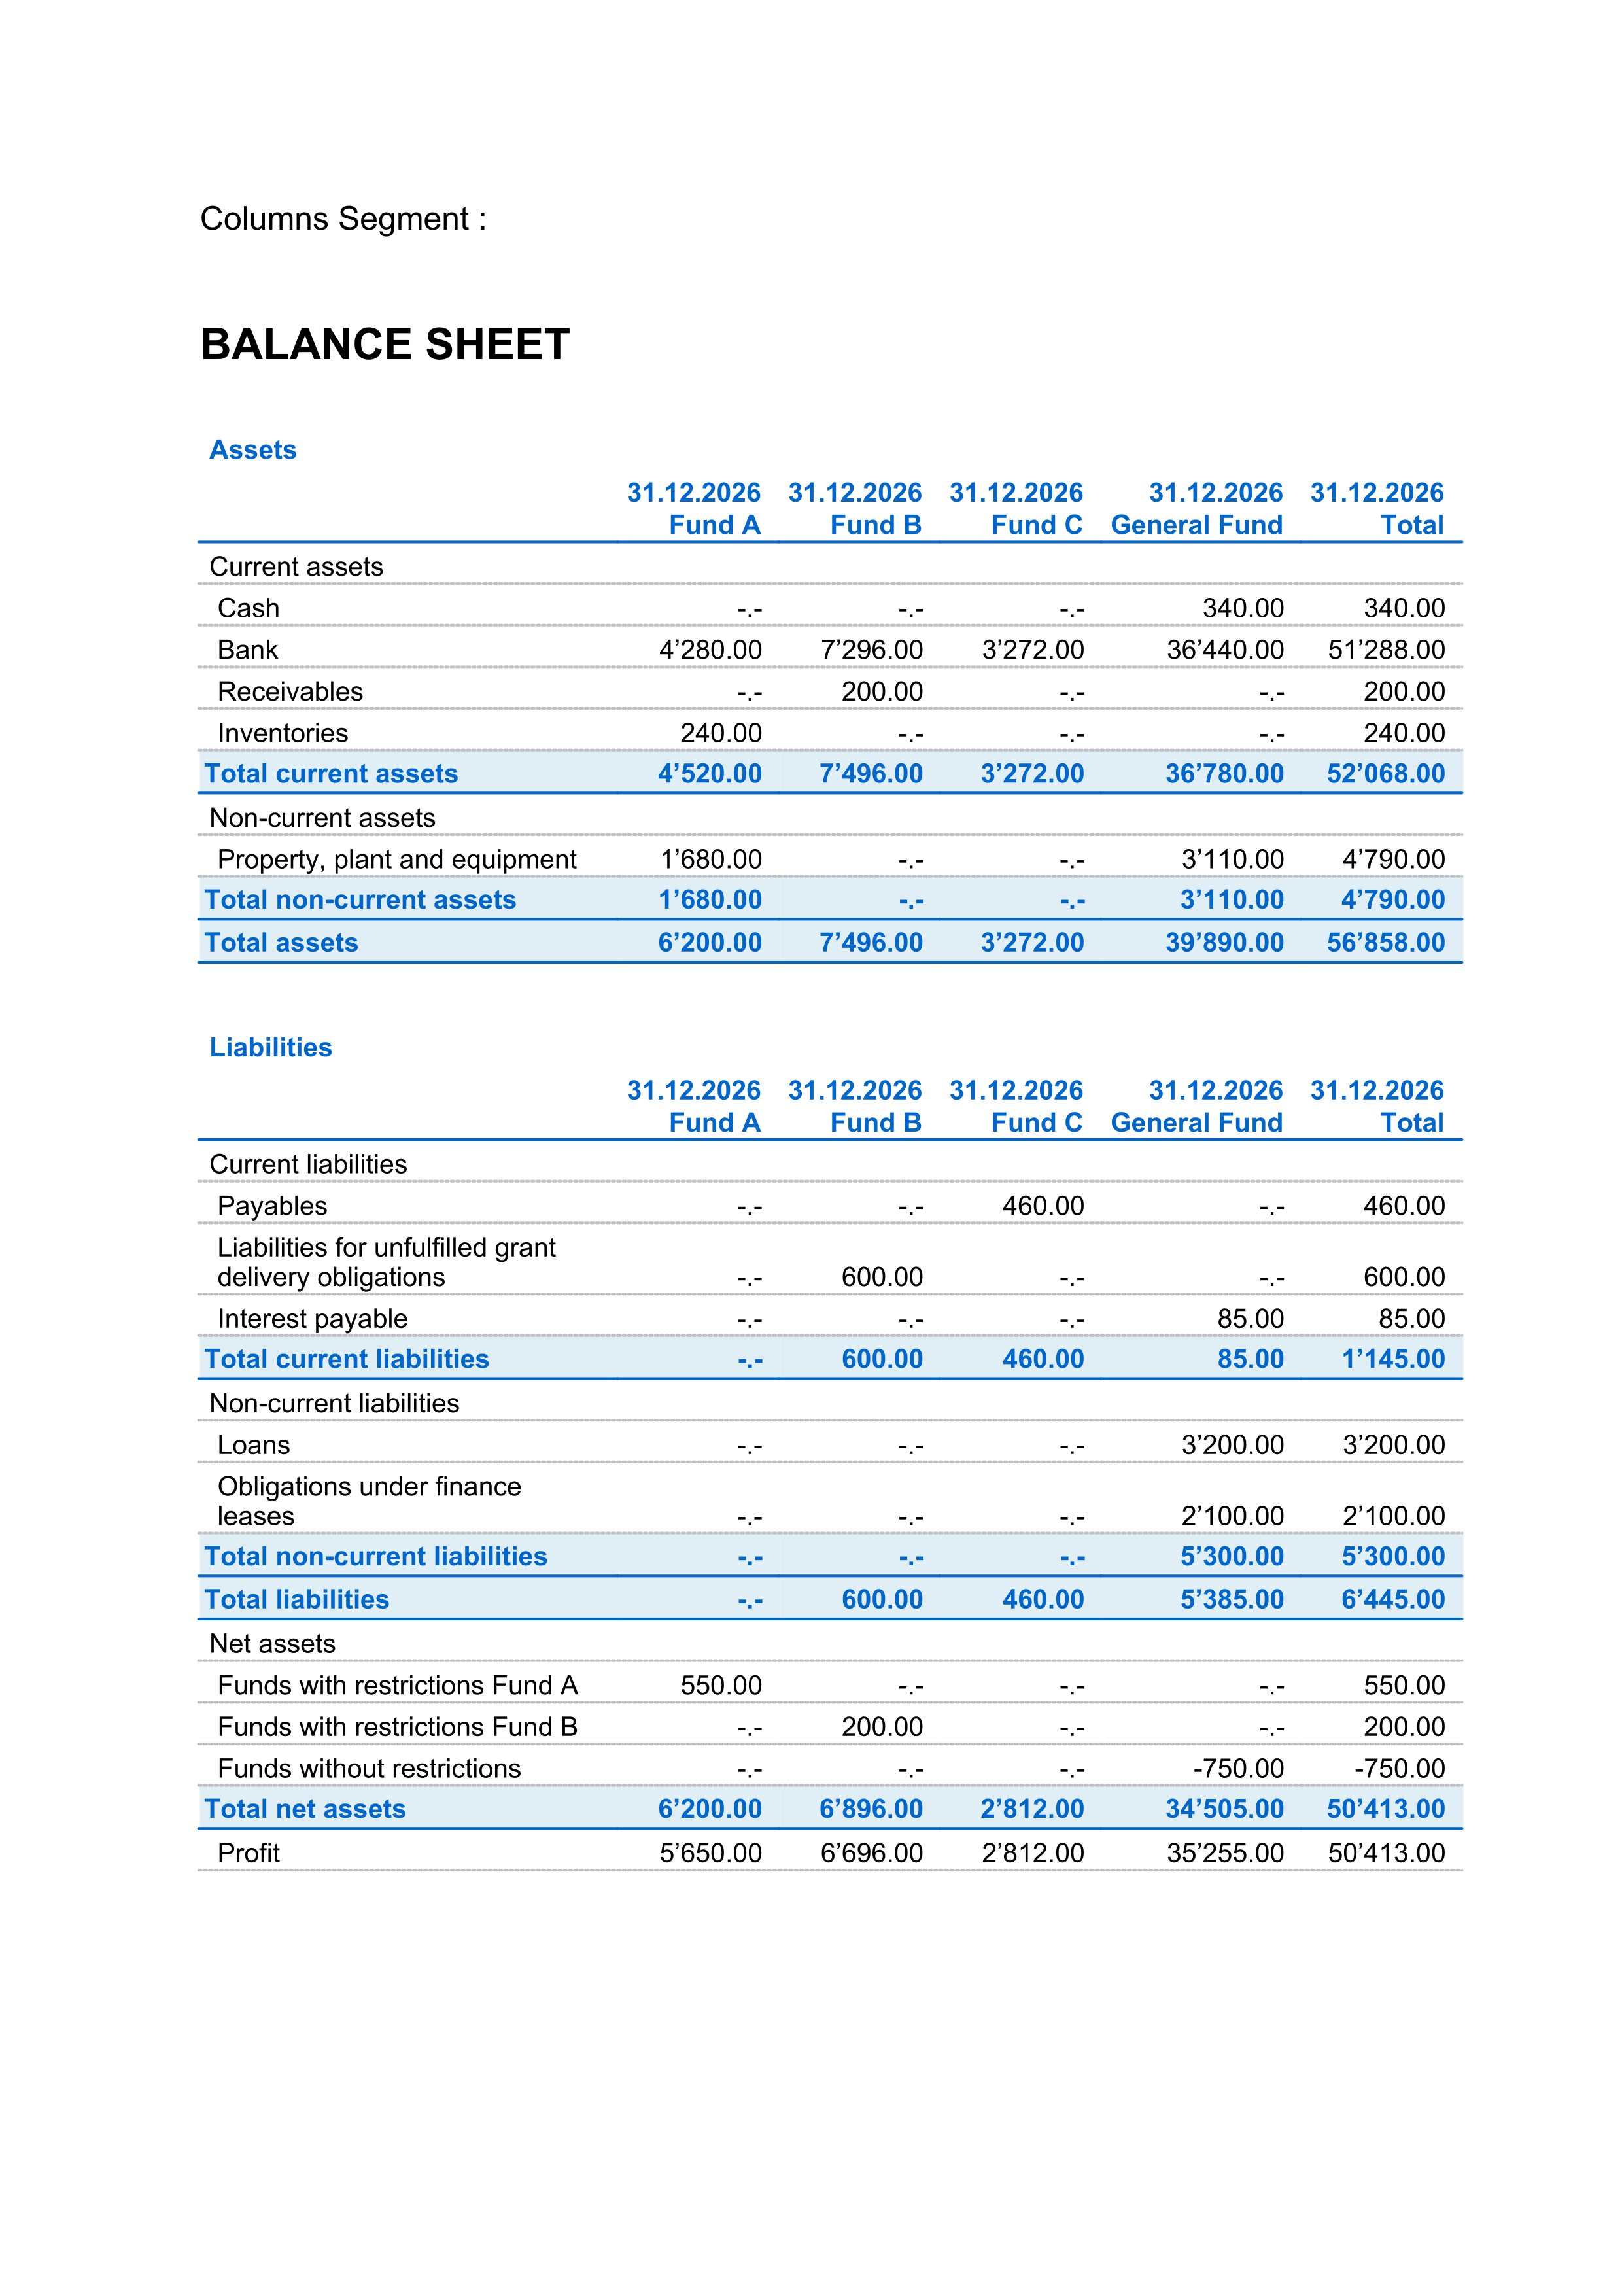 Columns Segment :
BALANCE SHEET
Assets
31.12.2026 31.12.2026 31.12.2026 31.12.2026 31.12.2026
Fund A Fund B Fund C General Fund Total
Current assets
Cash -.- -.- -.- 340.00 340.00
Bank 4’280.00 7’296.00 3’272.00 36’440.00 51’288.00
Receivables -.- 200.00 -.- -.- 200.00
Inventories 240.00 -.- -.- -.- 240.00
Total current assets 4’520.00 7’496.00 3’272.00 36’780.00 52’068.00
Non-current assets
Property, plant and equipment 1’680.00 -.- -.- 3’110.00 4’790.00
Total non-current assets 1’680.00 -.- -.- 3’110.00 4’790.00
Total assets 6’200.00 7’496.00 3’272.00 39’890.00 56’858.00
Liabilities
31.12.2026 31.12.2026 31.12.2026 31.12.2026 31.12.2026
Fund A Fund B Fund C General Fund Total
Current liabilities
Payables -.- -.- 460.00 -.- 460.00
Liabilities for unfulfilled grant
delivery obligations -.- 600.00 -.- -.- 600.00
Interest payable -.- -.- -.- 85.00 85.00
Total current liabilities -.- 600.00 460.00 85.00 1’145.00
Non-current liabilities
Loans -.- -.- -.- 3’200.00 3’200.00
Obligations under finance
leases -.- -.- -.- 2’100.00 2’100.00
Total non-current liabilities -.- -.- -.- 5’300.00 5’300.00
Total liabilities -.- 600.00 460.00 5’385.00 6’445.00
Net assets
Funds with restrictions Fund A 550.00 -.- -.- -.- 550.00
Funds with restrictions Fund B -.- 200.00 -.- -.- 200.00
Funds without restrictions -.- -.- -.- -750.00 -750.00
Total net assets 6’200.00 6’896.00 2’812.00 34’505.00 50’413.00
Profit 5’650.00 6’696.00 2’812.00 35’255.00 50’413.00